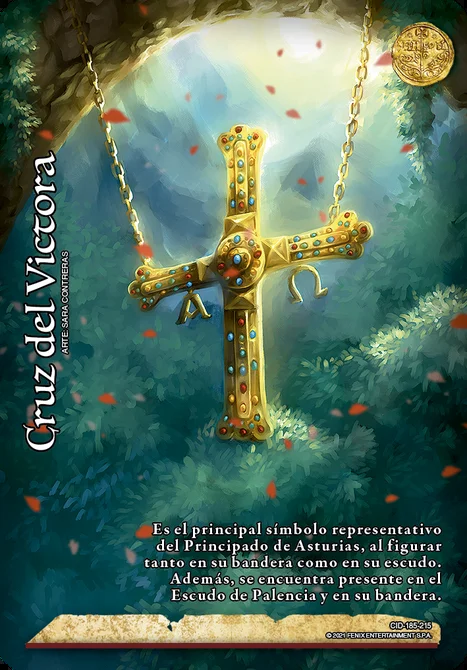 Cruz del Victora
ARTE: SARA CONTRERAS
Α Ω
Es el principal símbolo representativo
del Principado de Asturias, al figurar
tanto en su bandera como en su escudo.
Además, se encuentra presente en el
Escudo de Palencia y en su bandera.
CID-185-215
© 2021 FENIX ENTERTAINMENT S.P.A.